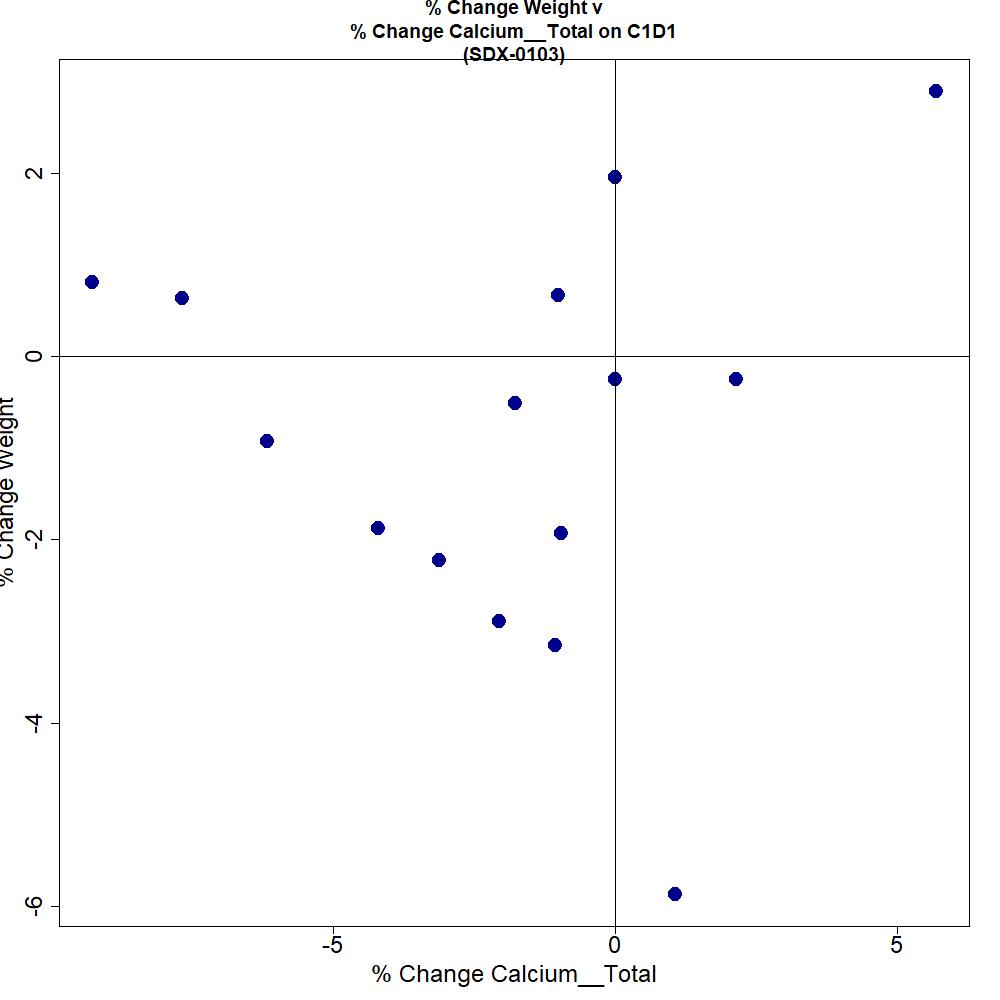 % Change Weight v
% Change Calcium__Total on C1D1
(SDX-0103)
% Change Weight
2
0
-2
-4
-6
-5
0
5
% Change Calcium__Total